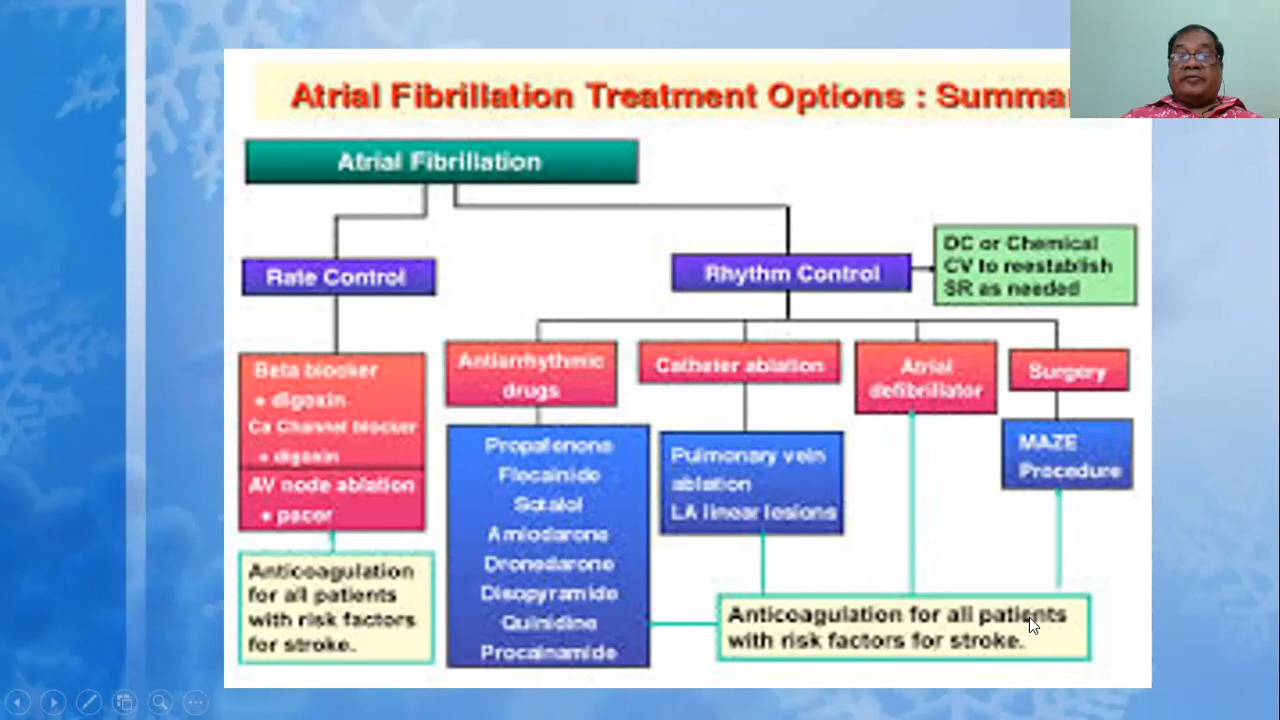 Atrial Fibrillation Treatment Options : Summa
Atrial Fibrillation
Rate Control
Rhythm Control
DC or Chemical
CV to reestablish
SR as needed
Beta blocker
+ digoxin
Ca Channel blocker
+ digoxin
AV node ablation
+ pacer
Anticoagulation
for all patients
with risk factors
for stroke.
Antiarrhythmic
drugs
Propafenone
Flecainide
Sotalol
Amiodarone
Dronedarone
Disopyramide
Quinidine
Procainamide
Catheter ablation
Pulmonary vein
ablation
LA linear lesions
Atrial
defibrillator
Surgery
MAZE
Procedure
Anticoagulation for all patients
with risk factors for stroke.